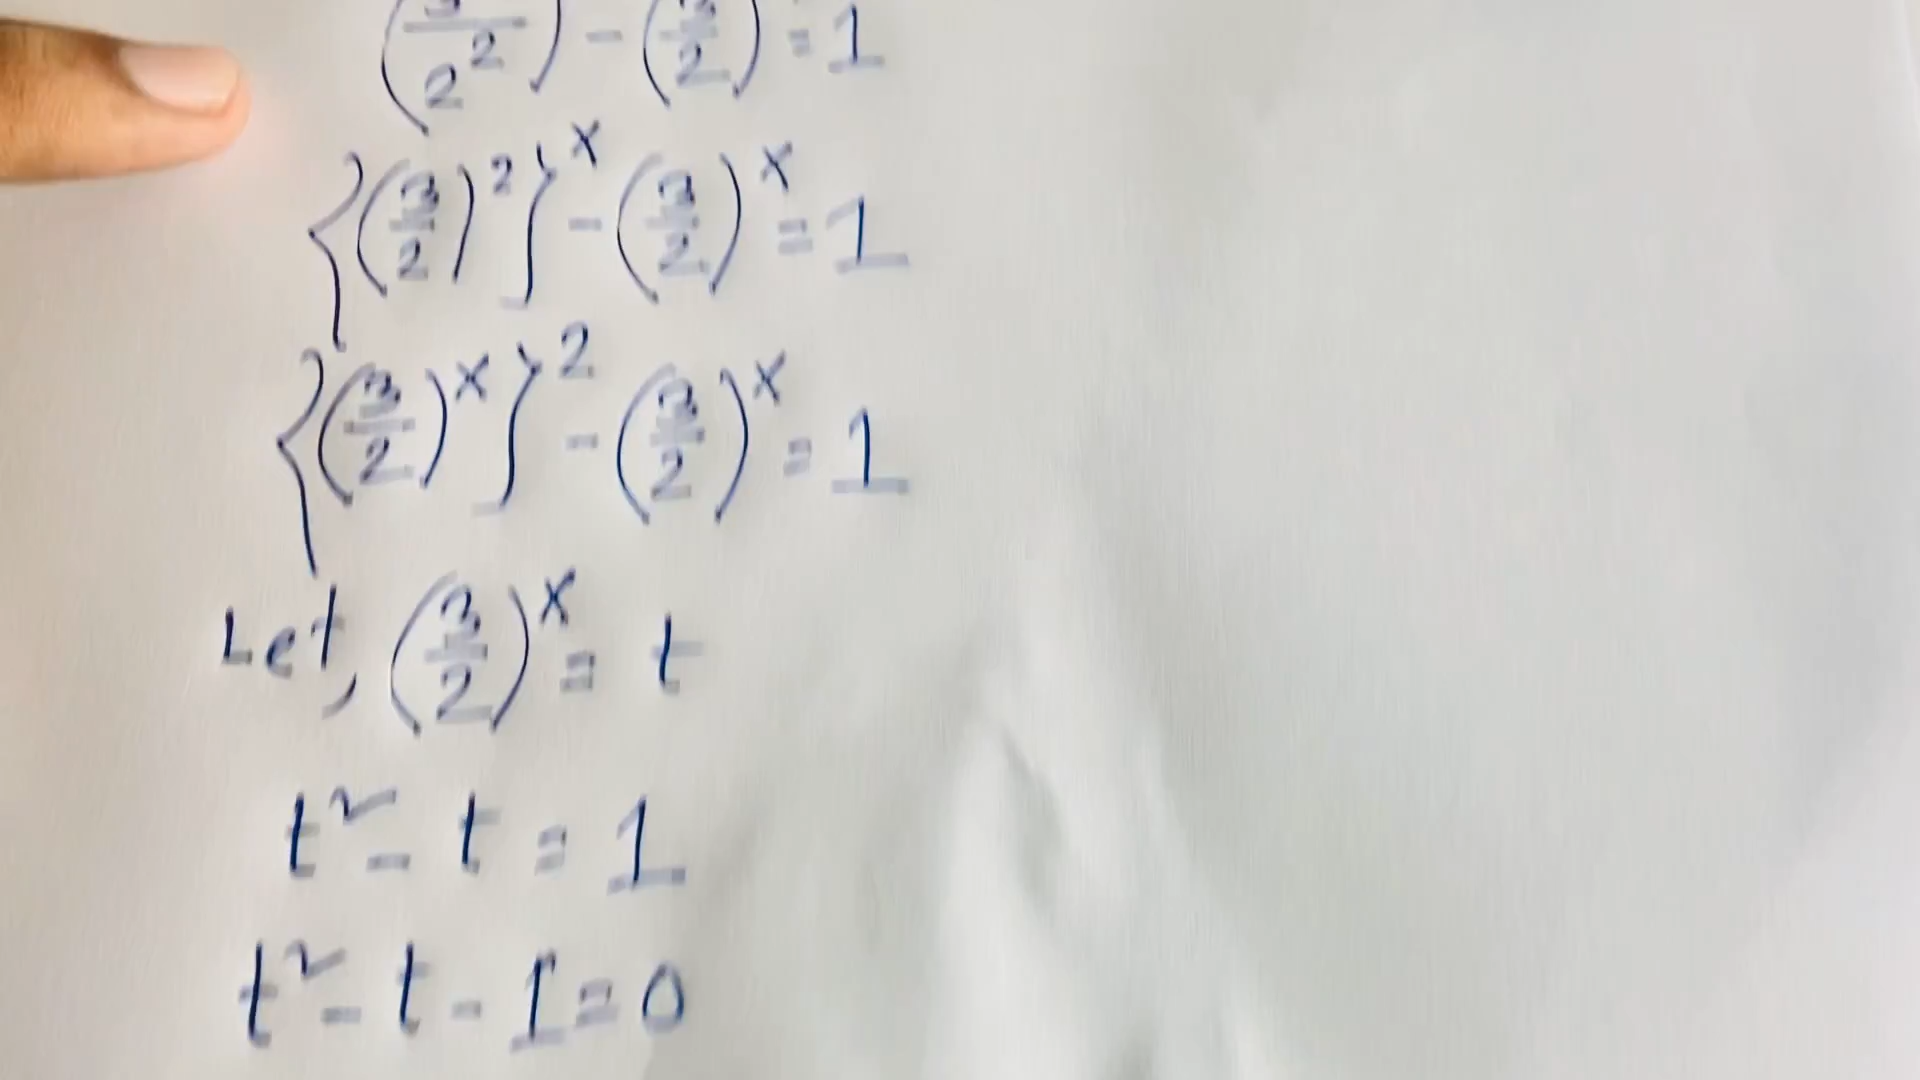 (3²/2²) - (3/2) = 1
{(3/2)²}ˣ - (3/2)ˣ = 1
{(3/2)ˣ}² - (3/2)ˣ = 1
Let, (3/2)ˣ = t
t² - t = 1
t² - t - 1 = 0